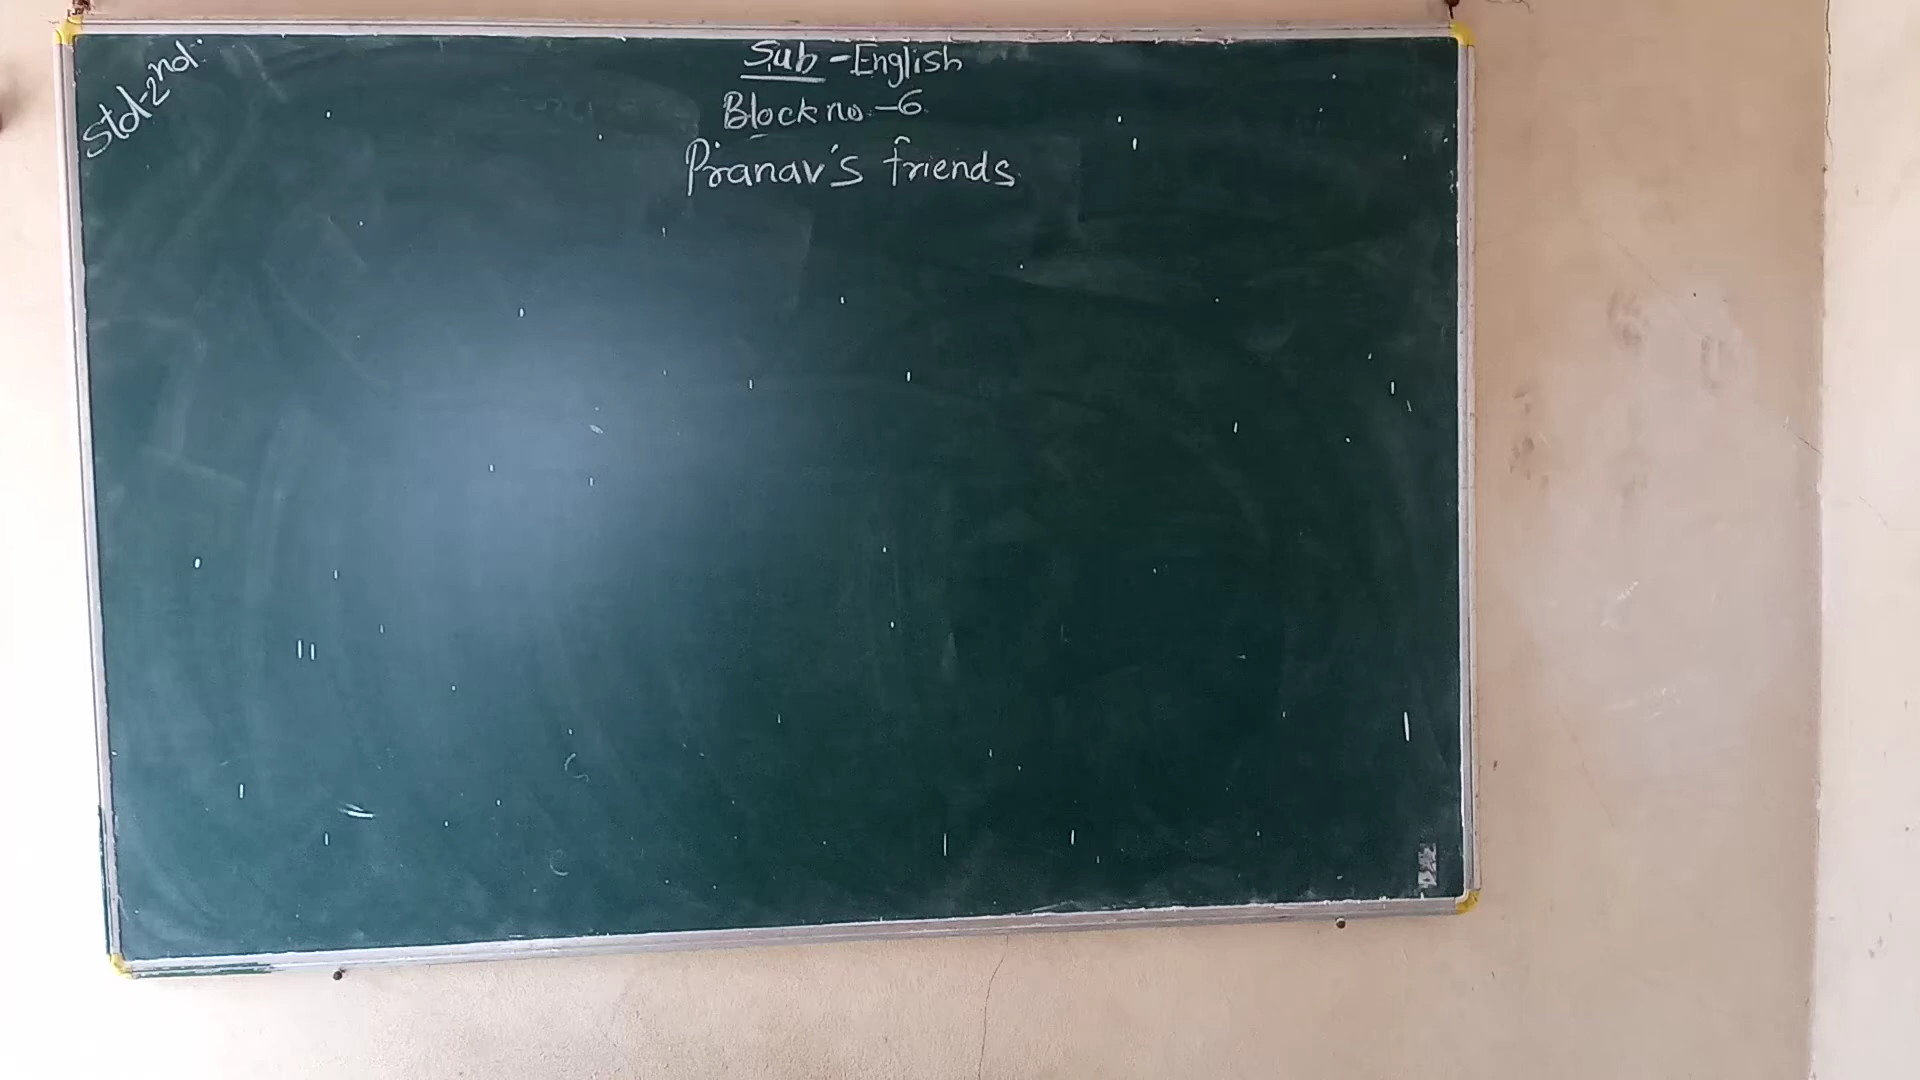 Std-2nd.
Sub - English
Block no - 6
Pranav's friends